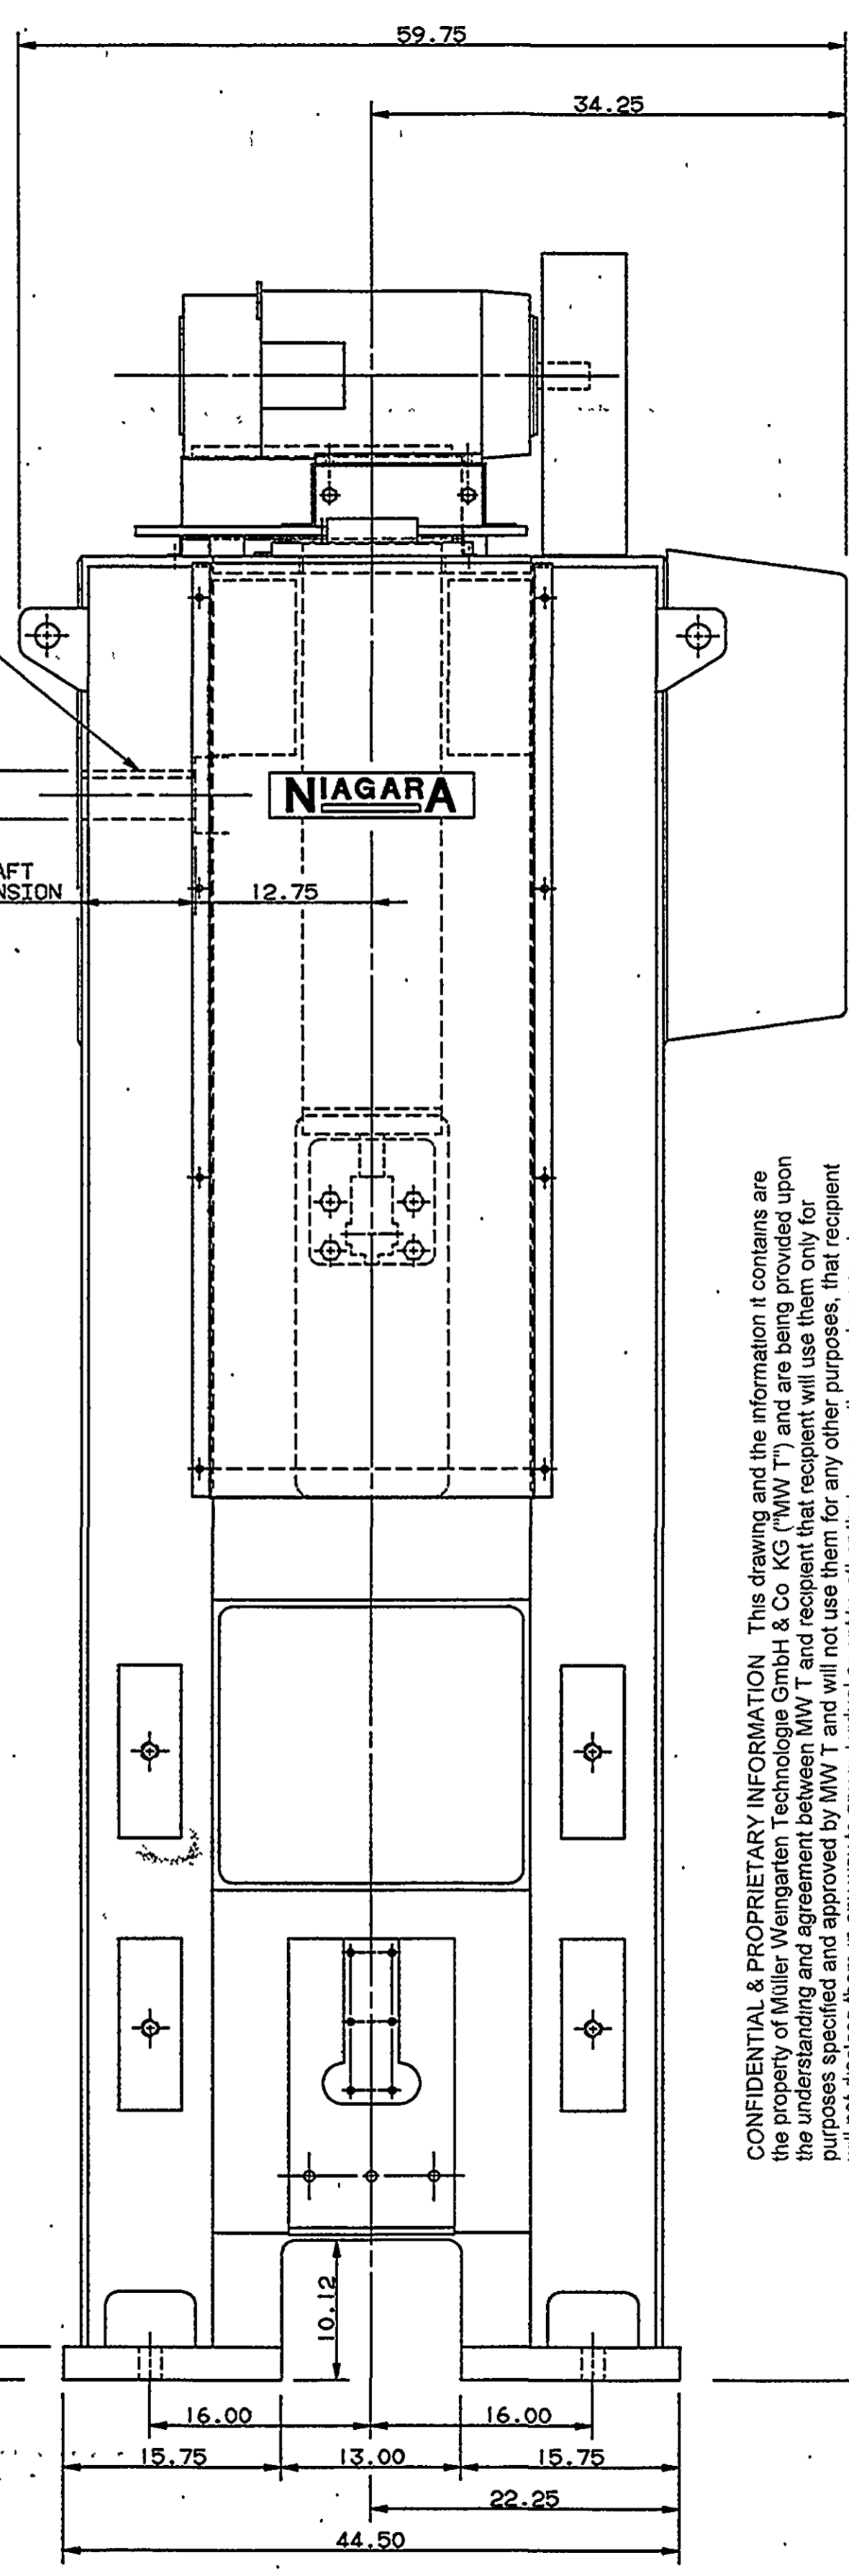 59.75
34.25
NIAGARA
AFT
NSION
12.75
CONFIDENTIAL & PROPRIETARY INFORMATION This drawing and the information it contains are
the property of Müller Weingarten Technologie GmbH & Co KG ("MW T") and are being provided upon
the understanding and agreement between MW T and recipient that recipient will use them only for
purposes specified and approved by MW T and will not use them for any other purposes, that recipient
10.12
16.00 16.00
15.75 13.00 15.75
22.25
44.50